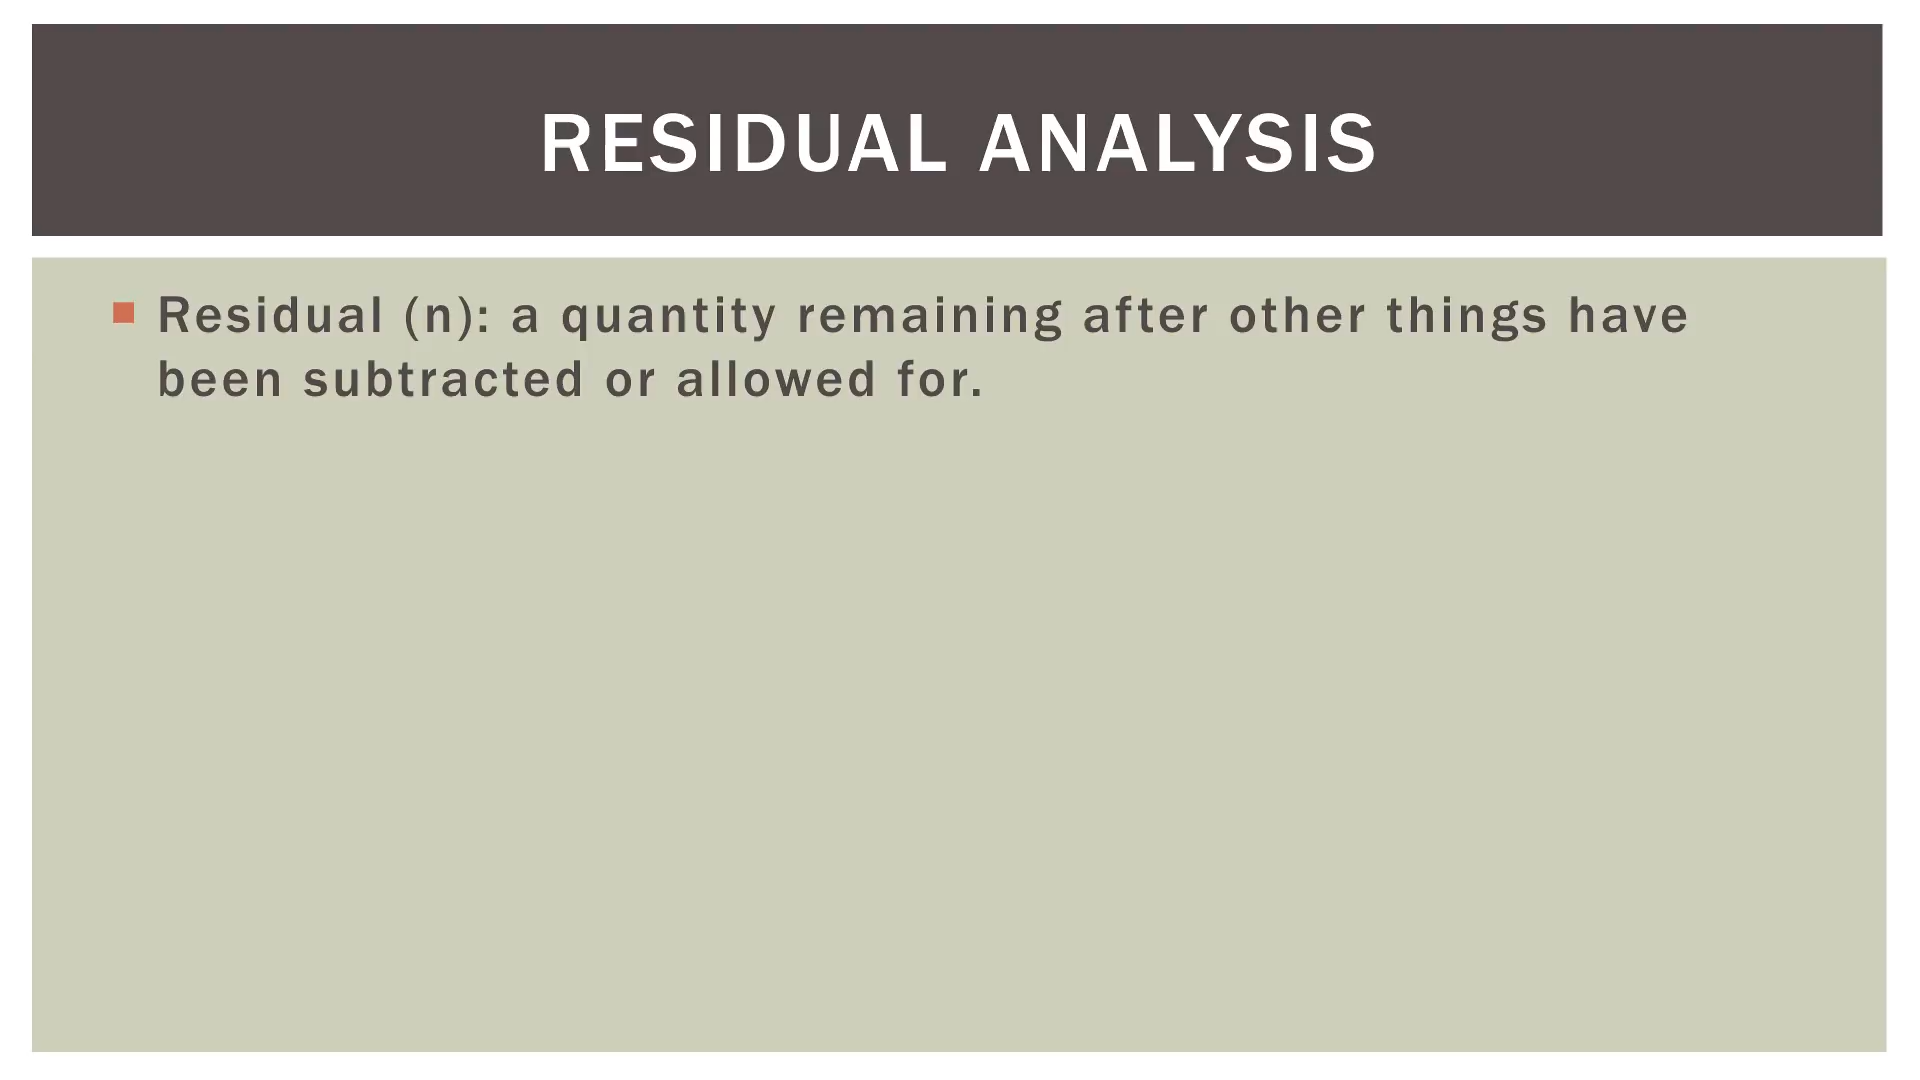 RESIDUAL ANALYSIS
Residual (n): a quantity remaining after other things have
been subtracted or allowed for.